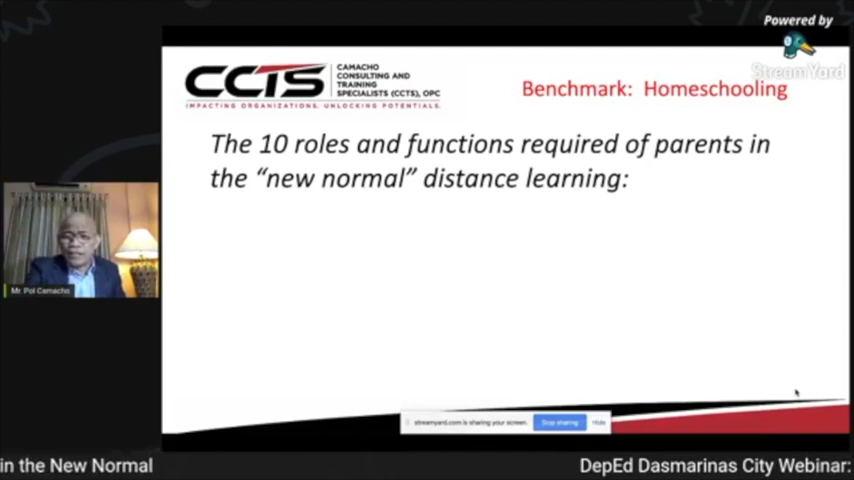 Powered by
StreamYard
CCTS
CAMACHO
CONSULTING AND
TRAINING
SPECIALISTS (CCTS), OPC
IMPACTING ORGANIZATIONS. UNLOCKING POTENTIALS.
Benchmark: Homeschooling
The 10 roles and functions required of parents in
the “new normal” distance learning:
Mr. Pol Camacho
streamyard.com is sharing your screen.
Stop sharing
Hide
in the New Normal
DepEd Dasmarinas City Webinar: